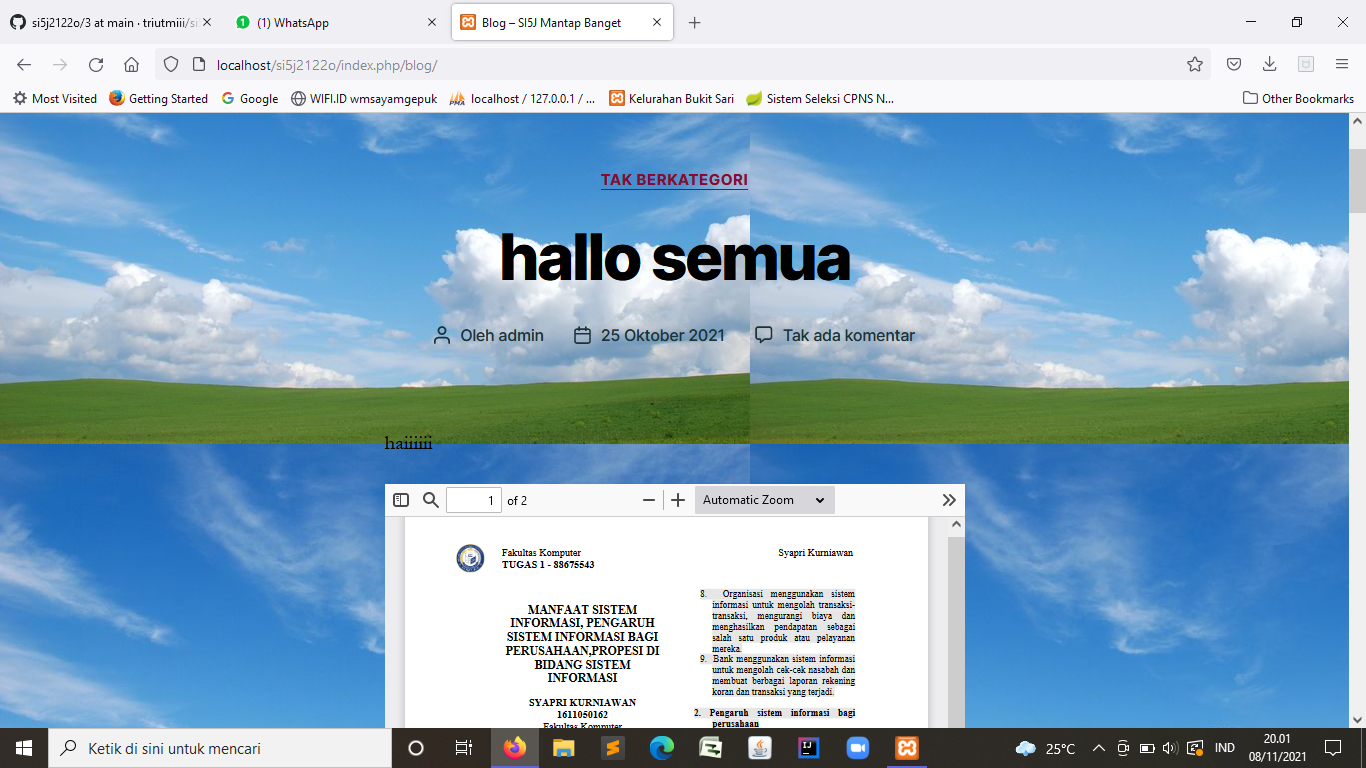 si5j2122o/3 at main · triutmiii/si
(1) WhatsApp
Blog – SI5J Mantap Banget
localhost/si5j2122o/index.php/blog/
Most Visited
Getting Started
Google
WIFI.ID wmsayamgepuk
localhost / 127.0.0.1 / ...
Kelurahan Bukit Sari
Sistem Seleksi CPNS N...
Other Bookmarks
TAK BERKATEGORI
hallo semua
Oleh admin
25 Oktober 2021
Tak ada komentar
haiiiiii
1 of 2
Automatic Zoom
Fakultas Komputer
TUGAS 1 - 88675543
Syapri Kurniawan
MANFAAT SISTEM
INFORMASI, PENGARUH
SISTEM INFORMASI BAGI
PERUSAHAAN,PROPESI DI
BIDANG SISTEM
INFORMASI
SYAPRI KURNIAWAN
1611050162
Fakultas Komputer
8. Organisasi menggunakan sistem
informasi untuk mengolah transaksi-
transaksi, mengurangi biaya dan
menghasilkan pendapatan sebagai
salah satu produk atau pelayanan
mereka.
9. Bank menggunakan sistem informasi
untuk mengolah cek-cek nasabah dan
membuat berbagai laporan rekening
koran dan transaksi yang terjadi.
2. Pengaruh sistem informasi bagi
perusahaan
Ketik di sini untuk mencari
25°C
IND
20.01
08/11/2021